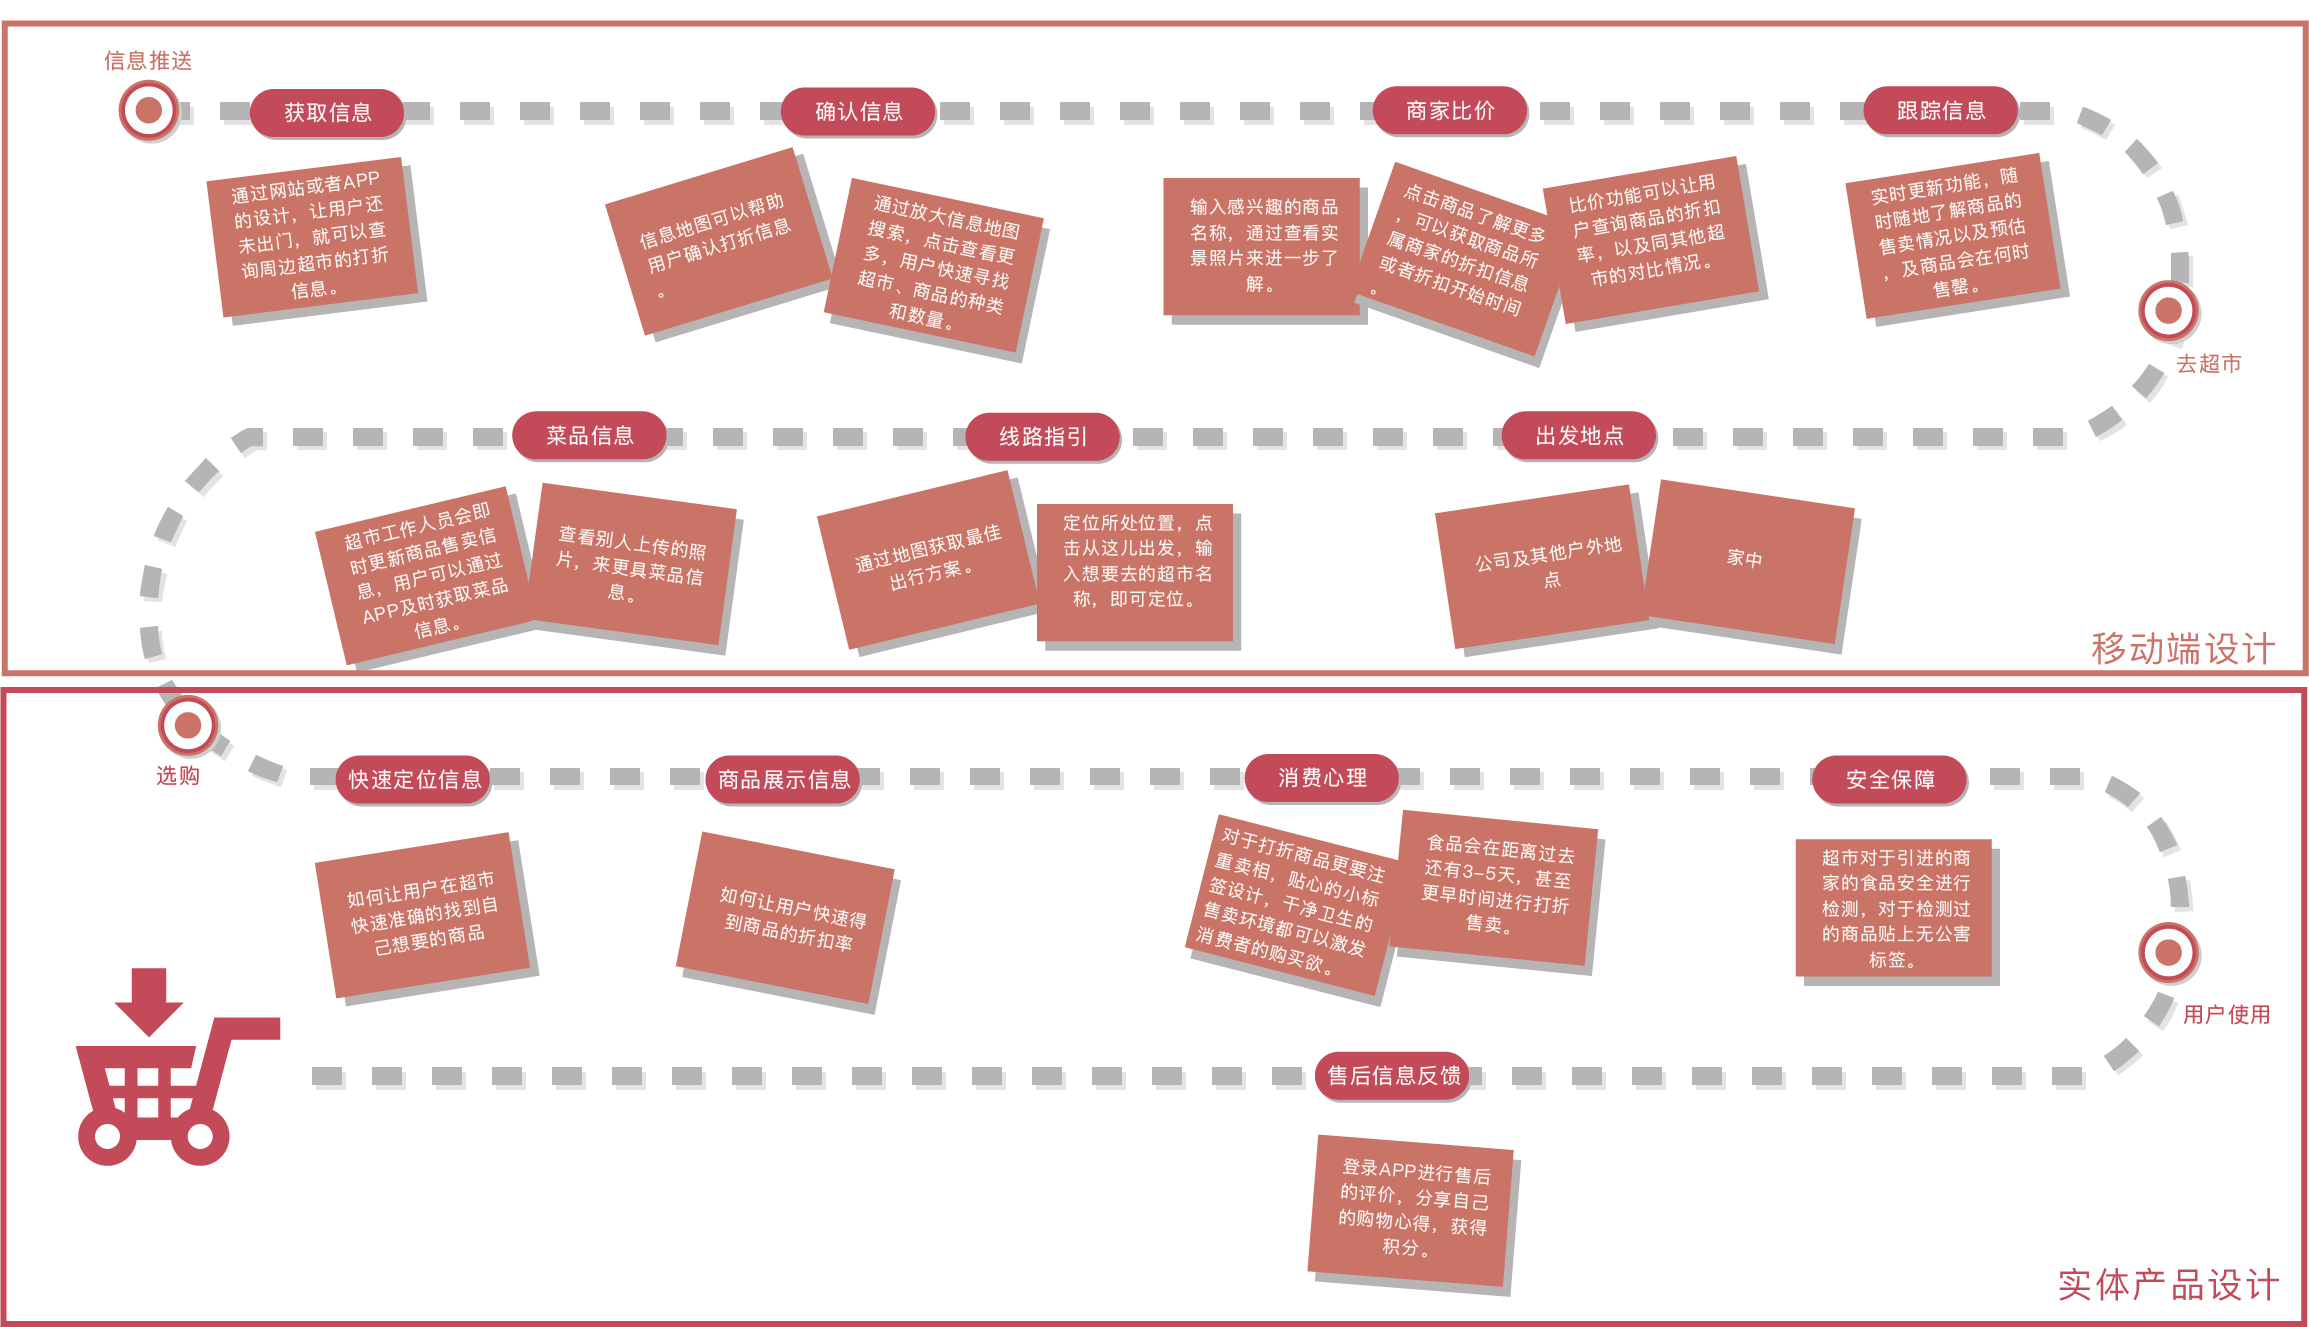 信息推送
获取信息
确认信息
商家比价
跟踪信息
通过网站或者APP
的设计，让用户还
未出门，就可以查
询周边超市的打折
信息。
信息地图可以帮助
用户确认打折信息
。
通过放大信息地图
搜索，点击查看更
多，用户快速寻找
超市、商品的种类
和数量。
输入感兴趣的商品
名称，通过查看实
景照片来进一步了
解。
点击商品了解更多
，可以获取商品所
属商家的折扣信息
或者折扣开始时间
。
比价功能可以让用
户查询商品的折扣
率，以及同其他超
市的对比情况。
实时更新功能，随
时随地了解商品的
售卖情况以及预估
，及商品会在何时
售罄。
去超市
菜品信息
线路指引
出发地点
超市工作人员会即
时更新商品售卖信
息，用户可以通过
APP及时获取菜品
信息。
查看别人上传的照
片，来更具菜品信
息。
通过地图获取最佳
出行方案。
定位所处位置，点
击从这儿出发，输
入想要去的超市名
称，即可定位。
公司及其他户外地
点
家中
移动端设计
选购
快速定位信息
商品展示信息
消费心理
安全保障
如何让用户在超市
快速准确的找到自
己想要的商品
如何让用户快速得
到商品的折扣率
对于打折商品更要注
重卖相，贴心的小标
签设计，干净卫生的
售卖环境都可以激发
消费者的购买欲。
食品会在距离过去
还有3-5天，甚至
更早时间进行打折
售卖。
超市对于引进的商
家的食品安全进行
检测，对于检测过
的商品贴上无公害
标签。
用户使用
售后信息反馈
登录APP进行售后
的评价，分享自己
的购物心得，获得
积分。
实体产品设计